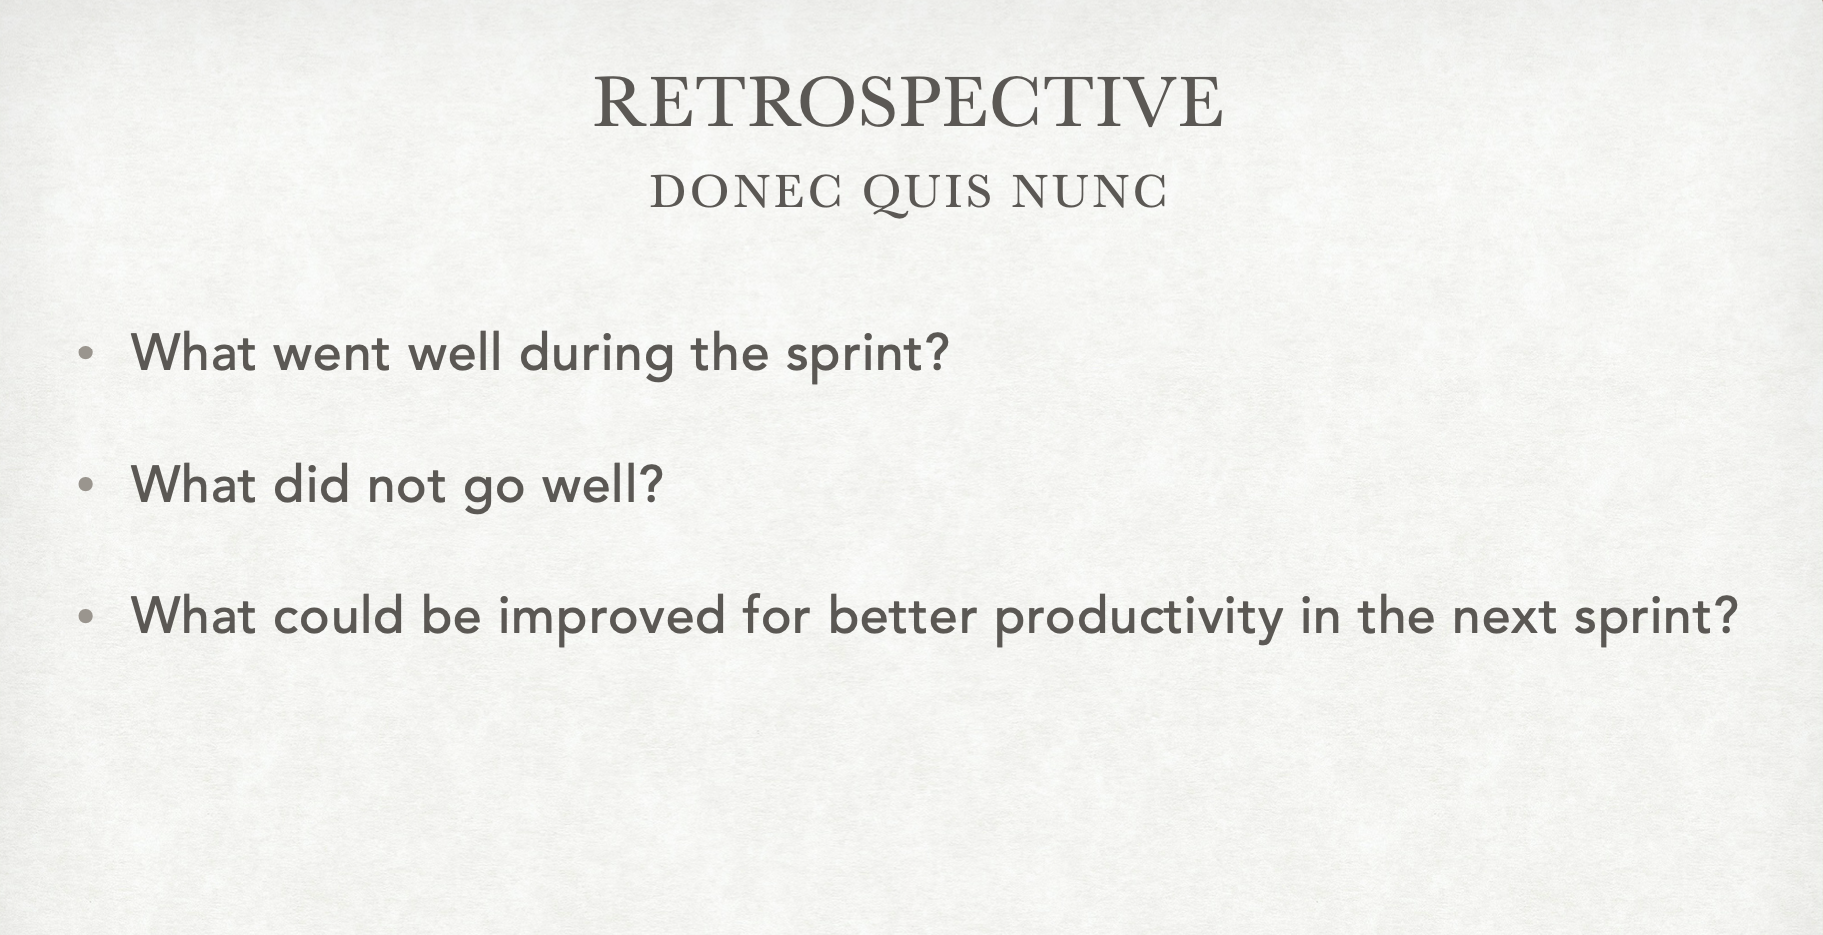 RETROSPECTIVE
DONEC QUIS NUNC
• What went well during the sprint?
• What did not go well?
• What could be improved for better productivity in the next sprint?